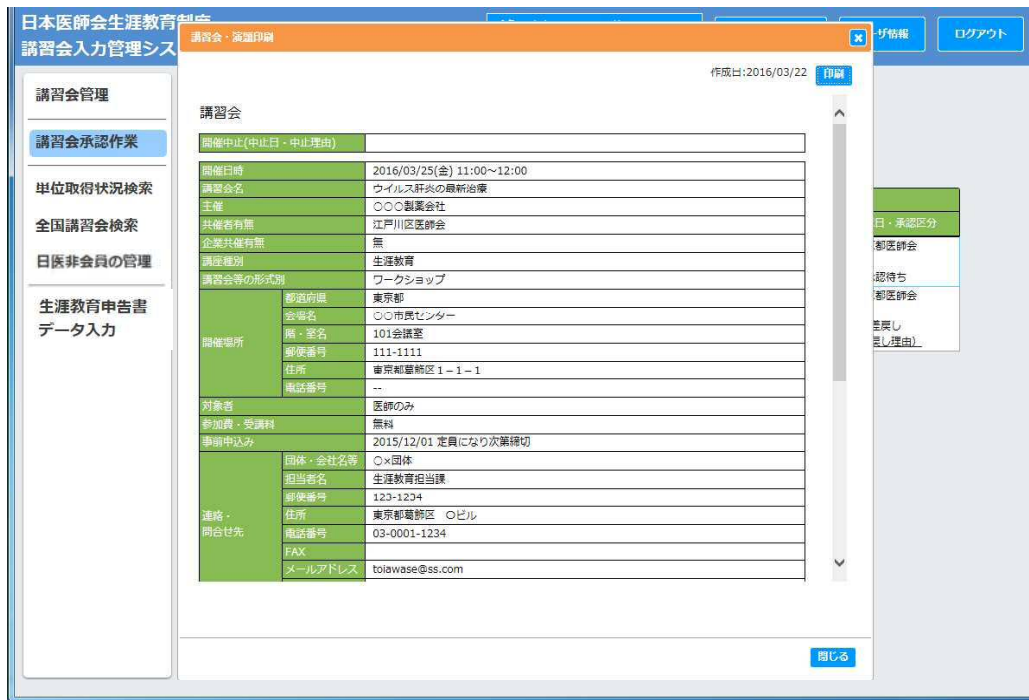 日本医師会生涯教育制度
講習会入力管理シス
ザ情報
ログアウト
講習会管理
講習会承認作業
単位取得状況検索
全国講習会検索
日医非会員の管理
生涯教育申告書
データ入力
講習会・演題印刷
作成日:2016/03/22 印刷
講習会
開催中止(中止日・中止理由)
開催日時 2016/03/25(金) 11:00~12:00
講習会名 ウイルス肝炎の最新治療
主催 〇〇〇製薬会社
共催者有無 江戸川区医師会
企業共催有無 無
講座種別 生涯教育
講習会等の形式別 ワークショップ
開催場所
都道府県 東京都
会場名 〇〇市民センター
階・室名 101会議室
郵便番号 111-1111
住所 東京都葛飾区1-1-1
電話番号 --
対象者 医師のみ
参加費・受講料 無料
事前申込み 2015/12/01 定員になり次第締切
連絡・
問合せ先
団体・会社名等 〇×団体
担当者名 生涯教育担当課
郵便番号 123-1234
住所 東京都葛飾区 〇ビル
電話番号 03-0001-1234
FAX
メールアドレス toiawase@ss.com
日・承認区分
都医師会
認待ち
都医師会
差戻し
戻し理由)
閉じる